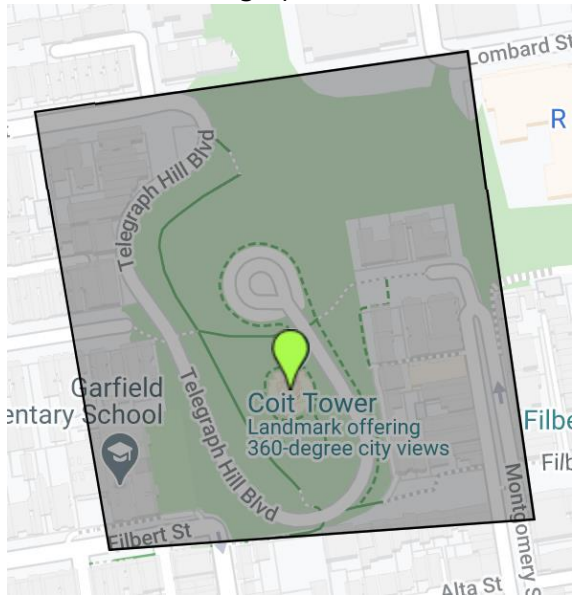 Lombard St
R
Telegraph Hill Blvd
Garfield
entary School
Coit Tower
Landmark offering
360-degree city views
Telegraph Hill Blvd
Filbe
Filb
Montgomery S
Filbert St
Alta St